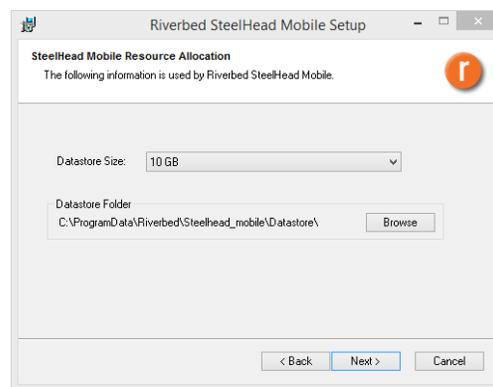 Riverbed SteelHead Mobile Setup
SteelHead Mobile Resource Allocation
The following information is used by Riverbed SteelHead Mobile.
r
Datastore Size:
10 GB
Datastore Folder
C:\ProgramData\Riverbed\Steelhead_mobile\Datastore\
Browse
< Back
Next >
Cancel